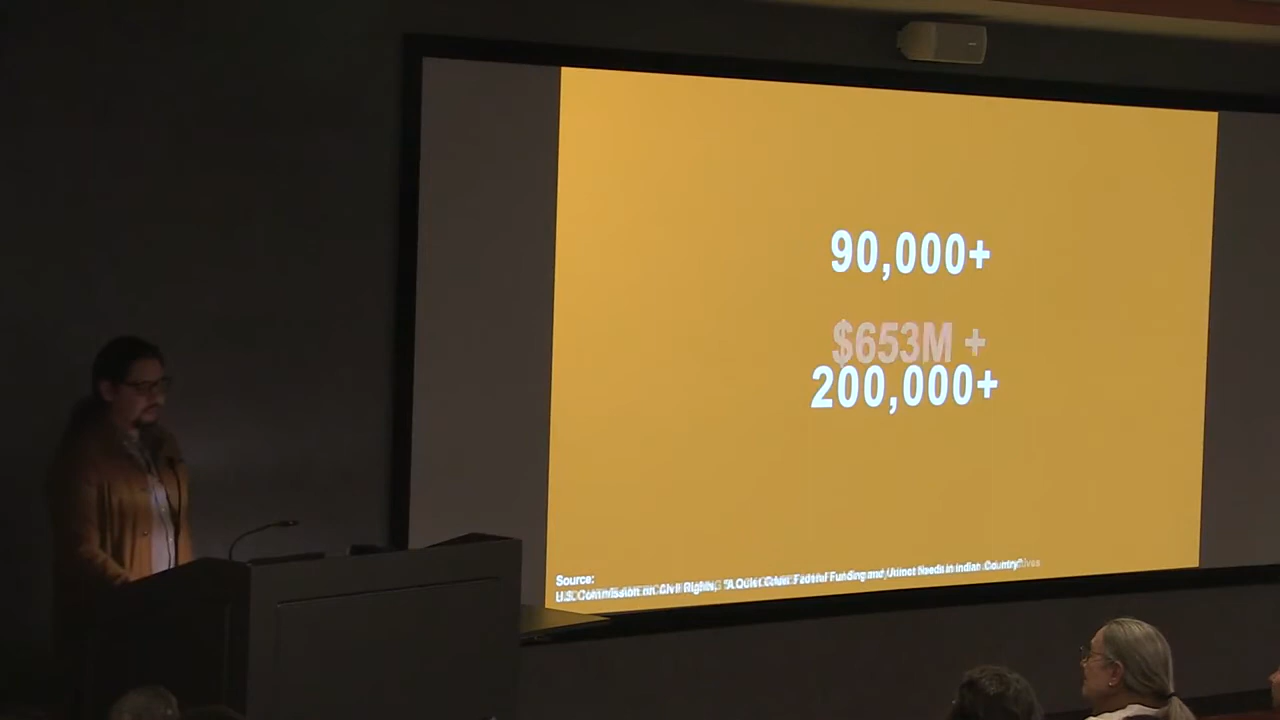 90,000+
$653M +
200,000+
Source:
U.S. Commission on Civil Rights, "A Quiet Crisis: Federal Funding and Unmet Needs in Indian Country"